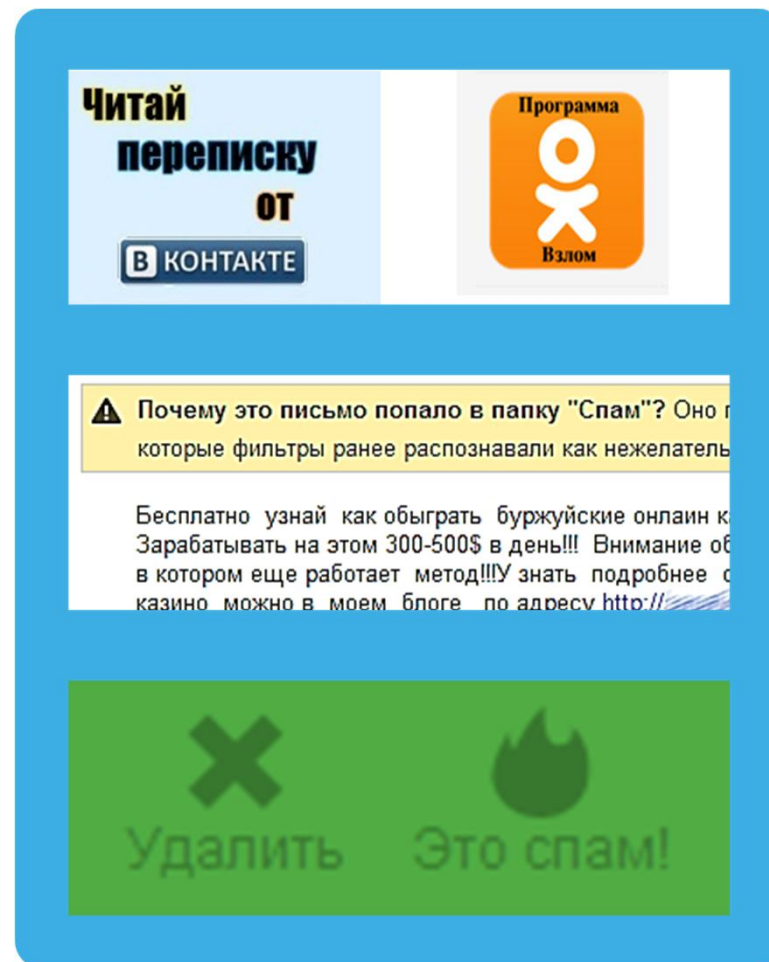 Читай
переписку
от
В КОНТАКТЕ
Программа
Взлом
Почему это письмо попало в папку "Спам"? Оно
которые фильтры ранее распознавали как нежелатель
Бесплатно узнай как обыграть буржуйские онлаин к
Зарабатывать на этом 300-500$ в день!!! Внимание об
в котором еще работает метод!!!У знать подробнее
казино можно в моем блоге по адресу http://
Удалить Это спам!